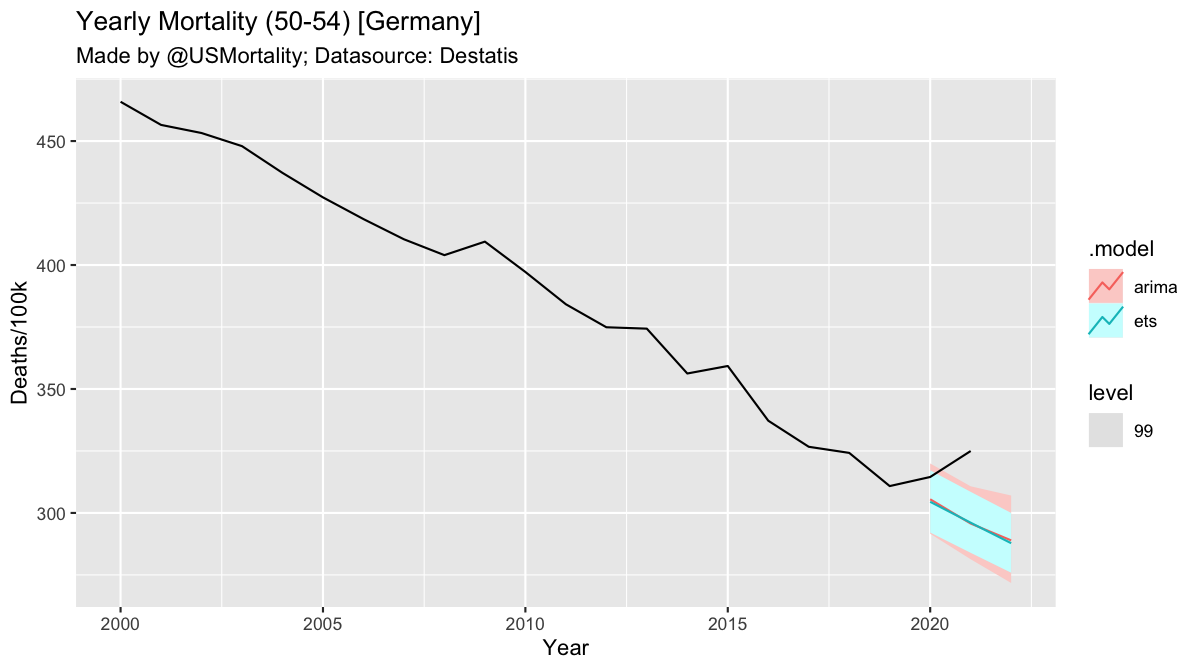 Yearly Mortality (50-54) [Germany]
Made by @USMortality; Datasource: Destatis
Deaths/100k
450
400
350
300
2000
2005
2010
2015
2020
Year
.model
arima
ets
level
99